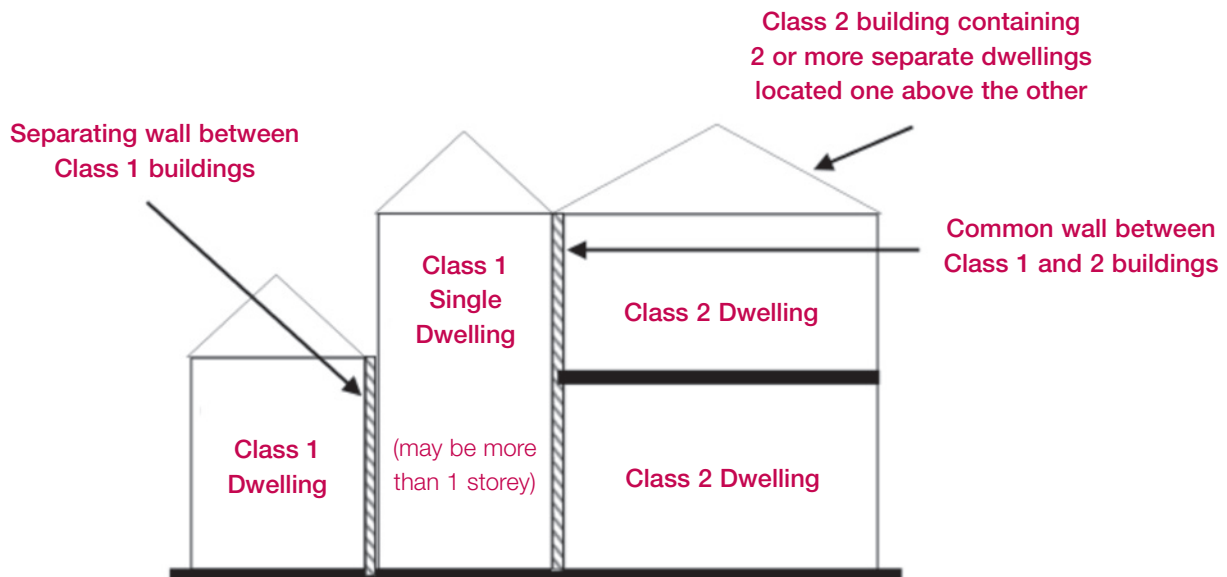 Class 2 building containing
2 or more separate dwellings
located one above the other
Separating wall between
Class 1 buildings
Common wall between
Class 1 and 2 buildings
Class 1
Single
Dwelling
(may be more
than 1 storey)
Class 2 Dwelling
Class 1
Dwelling
Class 2 Dwelling